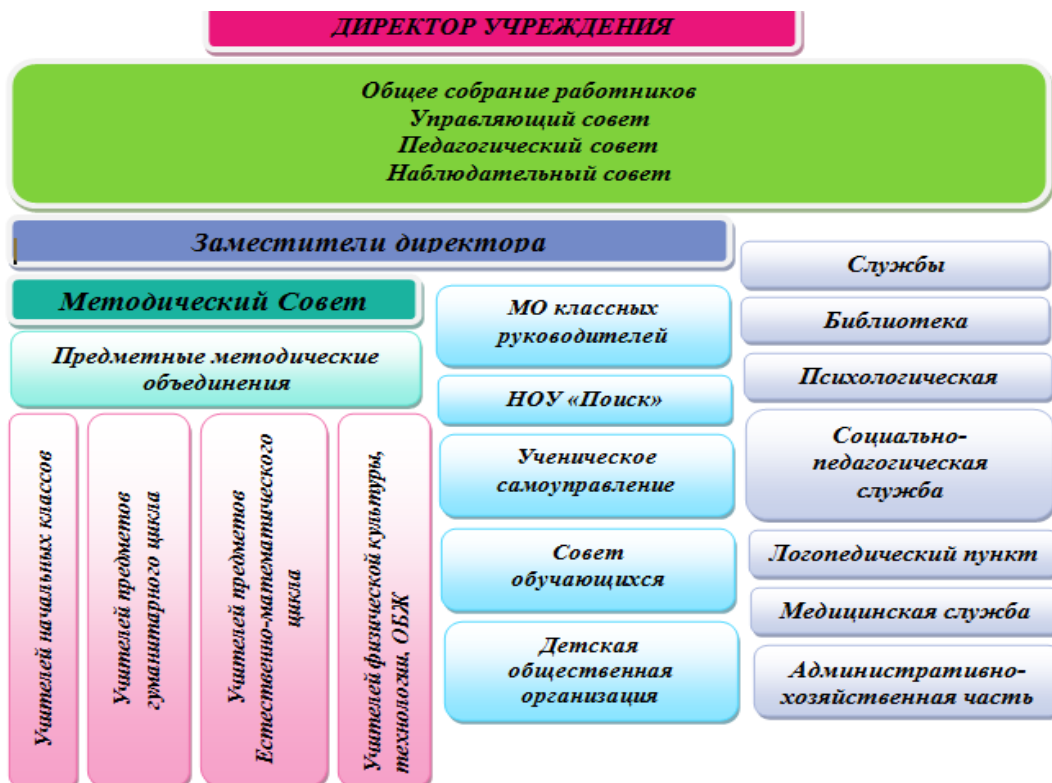 ДИРЕКТОР УЧРЕЖДЕНИЯ
Общее собрание работников
Управляющий совет
Педагогический совет
Наблюдательный совет
Заместители директора
Методический Совет
Предметные методические
объединения
Учителей начальных классов
Учителей предметов
гуманитарного цикла
Учителей предметов
Естественно-математического
цикла
Учителей физической культуры,
технологии, ОБЖ
МО классных
руководителей
НОУ «Поиск»
Ученическое
самоуправление
Совет
обучающихся
Детская
общественная
организация
Службы
Библиотека
Психологическая
Социально-
педагогическая
служба
Логопедический пункт
Медицинская служба
Административно-
хозяйственная часть